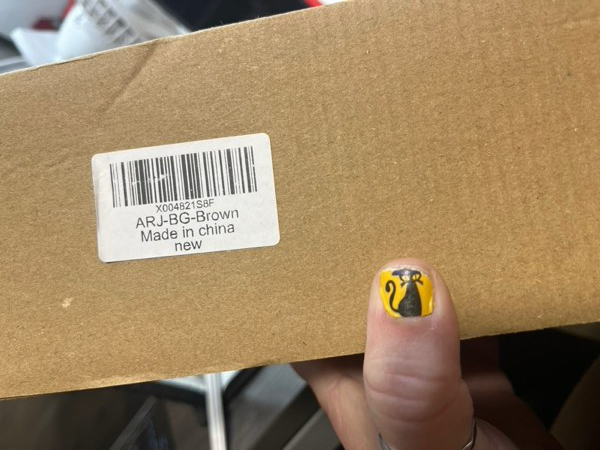 X004821S8F
ARJ-BG-Brown
Made in china
new